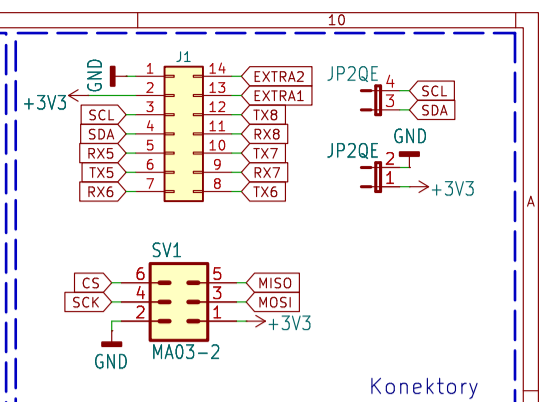 10
J1
GND 1 14 EXTRA2
+3V3 2 13 EXTRA1
SCL 3 12 TX8
SDA 4 11 RX8
RX5 5 10 TX7
TX5 6 9 RX7
RX6 7 8 TX6
JP2QE
4 SCL
3 SDA
GND
JP2QE
2
1 +3V3
A
SV1
CS 6 5 MISO
SCK 4 3 MOSI
2 1 +3V3
GND
MA03-2
Konektory